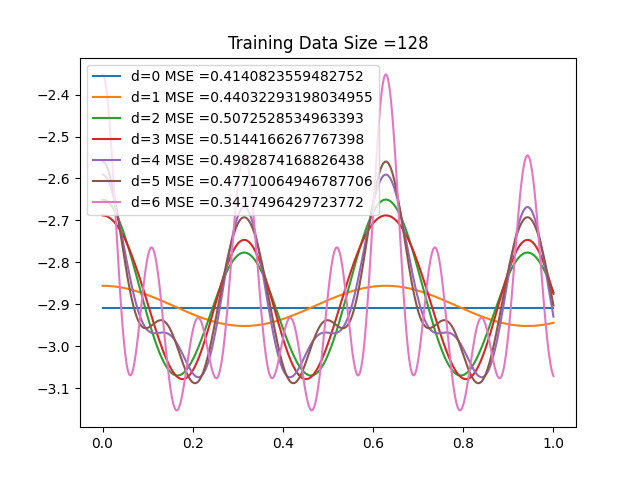 Training Data Size =128
d=0 MSE =0.4140823559482752
d=1 MSE =0.44032293198034955
d=2 MSE =0.5072528534963393
d=3 MSE =0.5144166267767398
d=4 MSE =0.4982874168826438
d=5 MSE =0.47710064946787706
d=6 MSE =0.3417496429723772
−2.4
−2.5
−2.6
−2.7
−2.8
−2.9
−3.0
−3.1
0.0 0.2 0.4 0.6 0.8 1.0